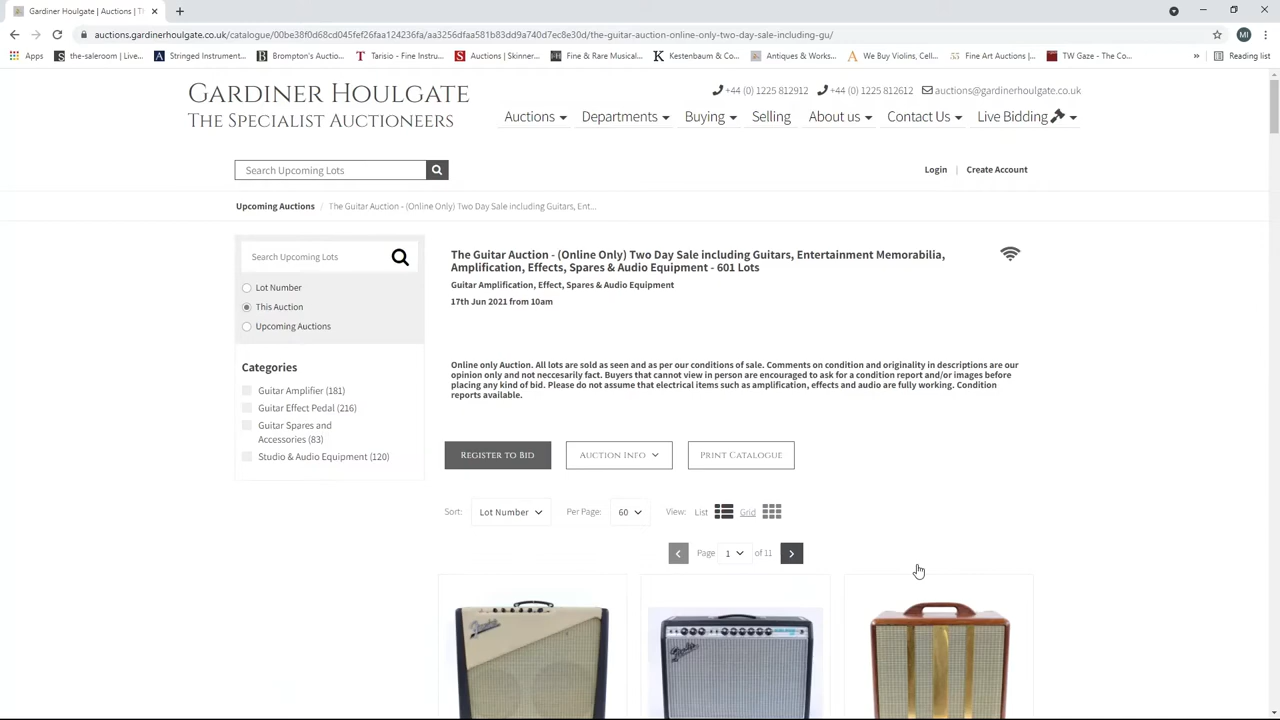 Gardiner Houlgate | Auctions | Th
auctions.gardinerhoulgate.co.uk/catalogue/00be38f0d68cd045fef26faa124236fa/aa3256dfaa581b83dd9a740d7ec8e30d/the-guitar-auction-online-only-two-day-sale-including-gu/
MI
Apps the-saleroom | Live... Stringed Instrument... Brompton's Auctio... Tarisio - Fine Instru... Auctions | Skinner... Fine & Rare Musical... Kestenbaum & Co... Antiques & Works... We Buy Violins, Cell... Fine Art Auctions |... TW Gaze - The Co... » Reading list
GARDINER HOULGATE
THE SPECIALIST AUCTIONEERS
+44 (0) 1225 812912 +44 (0) 1225 812612 auctions@gardinerhoulgate.co.uk
Auctions Departments Buying Selling About us Contact Us Live Bidding
Search Upcoming Lots
Login | Create Account
Upcoming Auctions / The Guitar Auction - (Online Only) Two Day Sale including Guitars, Ent...
Search Upcoming Lots
Lot Number
This Auction
Upcoming Auctions
Categories
Guitar Amplifier (181)
Guitar Effect Pedal (216)
Guitar Spares and
Accessories (83)
Studio & Audio Equipment (120)
The Guitar Auction - (Online Only) Two Day Sale including Guitars, Entertainment Memorabilia,
Amplification, Effects, Spares & Audio Equipment - 601 Lots
Guitar Amplification, Effect, Spares & Audio Equipment
17th Jun 2021 from 10am
Online only Auction. All lots are sold as seen and as per our conditions of sale. Comments on condition and originality in descriptions are our
opinion only and not neccesarily fact. Buyers that cannot view in person are encouraged to ask for a condition report and/or images before
placing any kind of bid. Please do not assume that electrical items such as amplification, effects and audio are fully working. Condition
reports available.
REGISTER TO BID AUCTION INFO PRINT CATALOGUE
Sort: Lot Number Per Page: 60 View: List Grid
Page 1 of 11
Fender
Fender